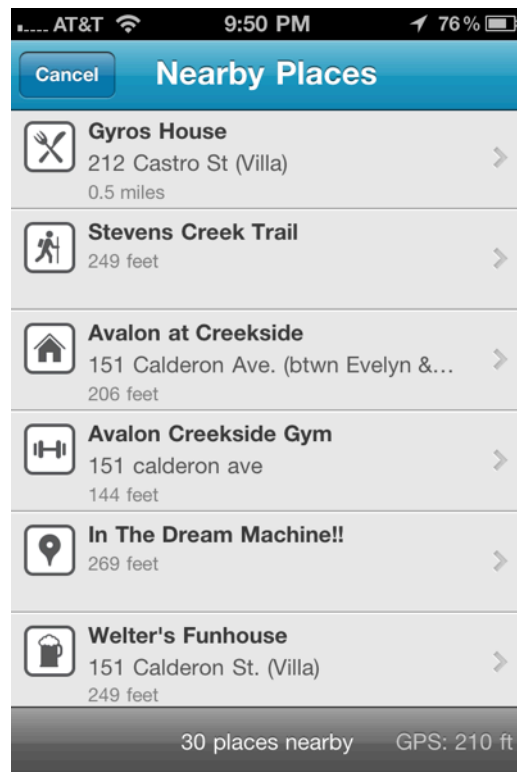 AT&T 9:50 PM 76%
Cancel Nearby Places
Gyros House
212 Castro St (Villa)
0.5 miles
Stevens Creek Trail
249 feet
Avalon at Creekside
151 Calderon Ave. (btwn Evelyn &...
206 feet
Avalon Creekside Gym
151 calderon ave
144 feet
In The Dream Machine!!
269 feet
Welter's Funhouse
151 Calderon St. (Villa)
249 feet
30 places nearby GPS: 210 ft